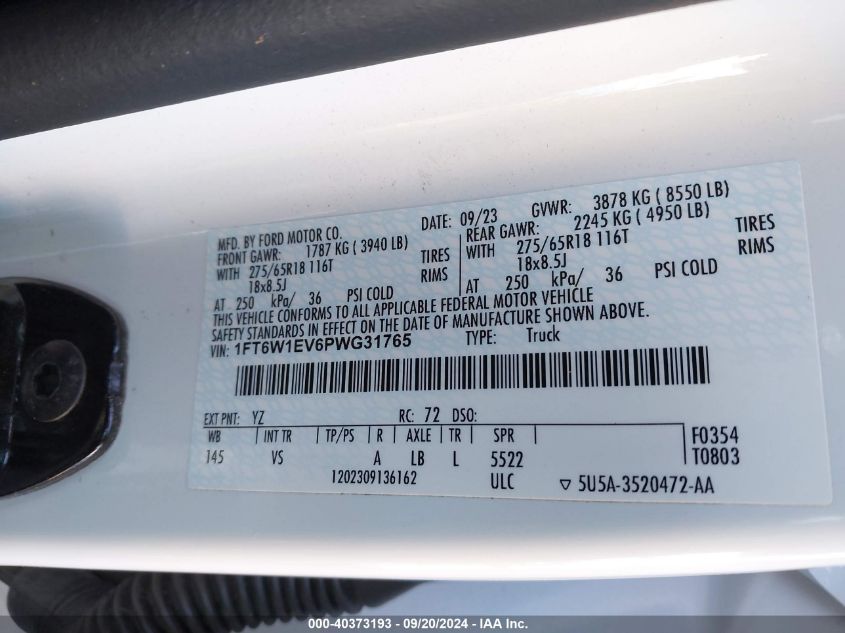 MFD. BY FORD MOTOR CO. DATE: 09/23 GVWR: 3878 KG ( 8550 LB)
FRONT GAWR: 1787 KG ( 3940 LB) REAR GAWR: 2245 KG ( 4950 LB)
WITH 275/65R18 116T TIRES WITH 275/65R18 116T TIRES
18x8.5J RIMS 18x8.5J RIMS
AT 250 kPa/ 36 PSI COLD AT 250 kPa/ 36 PSI COLD
THIS VEHICLE CONFORMS TO ALL APPLICABLE FEDERAL MOTOR VEHICLE
SAFETY STANDARDS IN EFFECT ON THE DATE OF MANUFACTURE SHOWN ABOVE.
VIN: 1FT6W1EV6PWG31765 TYPE: Truck
EXT PNT: YZ RC: 72 DSO:
WB INT TR TP/PS R AXLE TR SPR F0354
145 VS A LB L 5522 T0803
1202309136162 ULC ▽ 5U5A-3520472-AA
000-40373193 - 09/20/2024 - IAA Inc.